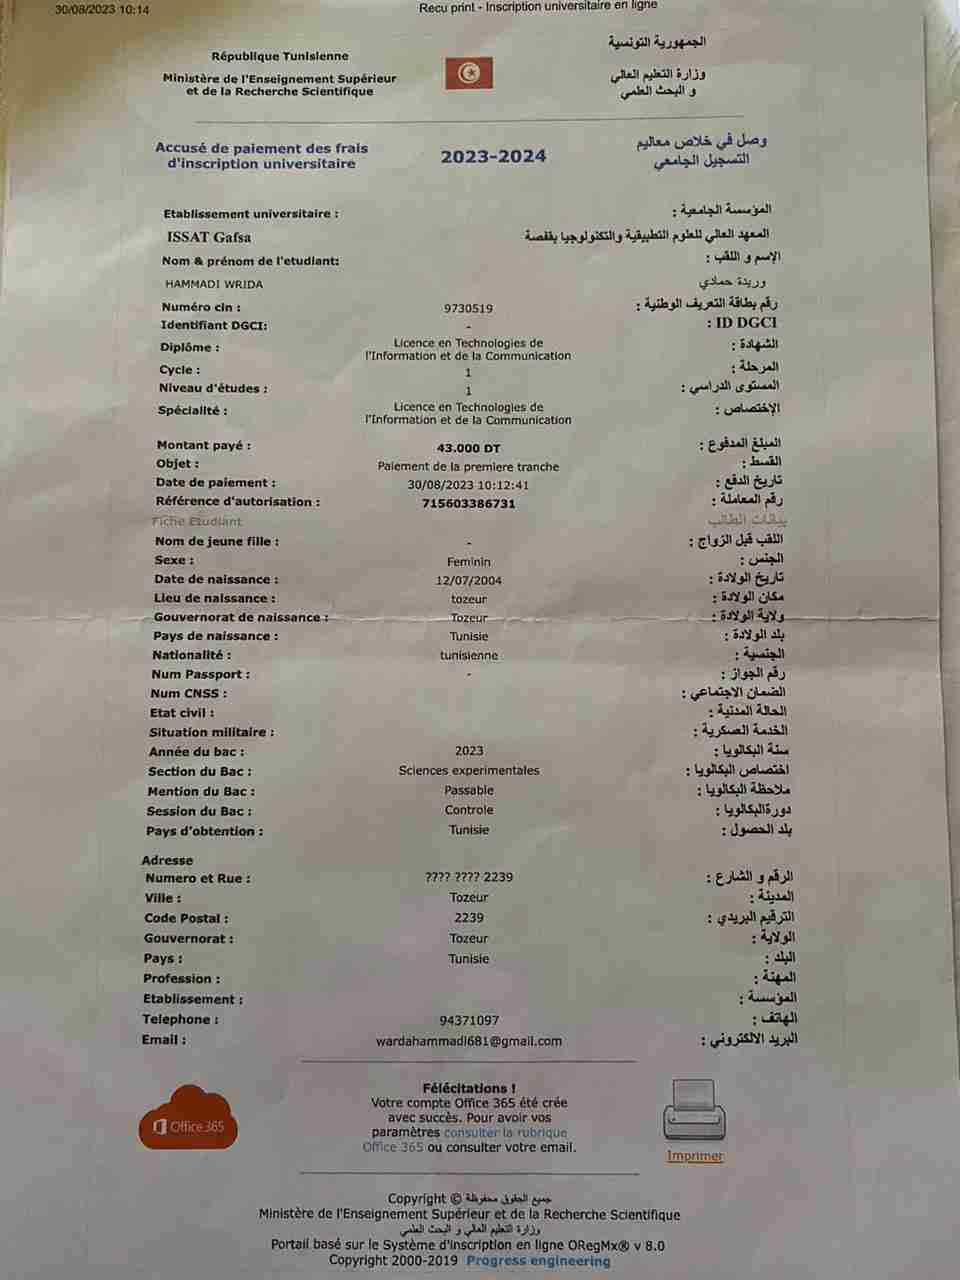 30/08/2023 10:14
Recu print - Inscription universitaire en ligne
République Tunisienne
الجمهورية التونسية
Ministère de l'Enseignement Supérieur
et de la Recherche Scientifique
وزارة التعليم العالي
و البحث العلمي
Accusé de paiement des frais
d'inscription universitaire
2023-2024
وصل في خلاص معاليم
التسجيل الجامعي
Etablissement universitaire :
المؤسسة الجامعية :
ISSAT Gafsa
المعهد العالي للعلوم التطبيقية والتكنولوجيا بقفصة
Nom & prénom de l'etudiant:
الإسم و اللقب :
HAMMADI WRIDA
وريدة حمادي
Numéro cin :
9730519
رقم بطاقة التعريف الوطنية :
Identifiant DGCI:
-
ID DGCI :
Diplôme :
Licence en Technologies de
l'Information et de la Communication
الشهادة :
Cycle :
1
المرحلة :
Niveau d'études :
1
المستوى الدراسي :
Spécialité :
Licence en Technologies de
l'Information et de la Communication
الإختصاص :
Montant payé :
43.000 DT
المبلغ المدفوع :
Objet :
Paiement de la premiere tranche
القسط :
Date de paiement :
30/08/2023 10:12:41
تاريخ الدفع :
Référence d'autorisation :
715603386731
رقم المعاملة :
Fiche Etudiant
بيانات الطالب
Nom de jeune fille :
-
اللقب قبل الزواج :
Sexe :
Feminin
الجنس :
Date de naissance :
12/07/2004
تاريخ الولادة :
Lieu de naissance :
tozeur
مكان الولادة :
Gouvernorat de naissance :
Tozeur
ولاية الولادة :
Pays de naissance :
Tunisie
بلد الولادة :
Nationalité :
tunisienne
الجنسية :
Num Passport :
-
رقم الجواز :
Num CNSS :
الضمان الاجتماعي :
Etat civil :
الحالة المدنية :
Situation militaire :
الخدمة العسكرية :
Année du bac :
2023
سنة البكالويا :
Section du Bac :
Sciences experimentales
اختصاص البكالويا :
Mention du Bac :
Passable
ملاحظة البكالويا :
Session du Bac :
Controle
دورةالبكالويا :
Pays d'obtention :
Tunisie
بلد الحصول :
Adresse
Numero et Rue :
???? ???? 2239
الرقم و الشارع :
Ville :
Tozeur
المدينة :
Code Postal :
2239
الترقيم البريدي :
Gouvernorat :
Tozeur
الولاية :
Pays :
Tunisie
البلد :
Profession :
المهنة :
Etablissement :
المؤسسة :
Telephone :
94371097
الهاتف :
Email :
wardahammadi681@gmail.com
البريد الالكتروني :
Office 365
Félécitations !
Votre compte Office 365 été crée
avec succès. Pour avoir vos
paramètres consulter la rubrique
Office 365 ou consulter votre email.
Imprimer
Copyright © جميع الحقوق محفوظة
Ministère de l'Enseignement Supérieur et de la Recherche Scientifique
وزارة التعليم العالي و البحث العلمي
Portail basé sur le Système d'inscription en ligne ORegMx® v 8.0
Copyright 2000-2019 Progress engineering